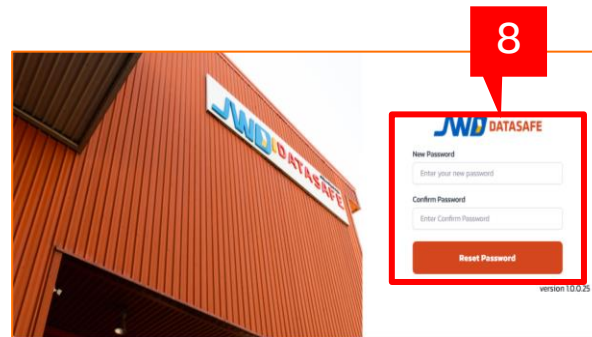 8
JWD DATASAFE
JWD DATASAFE
New Password
Enter your new password
Confirm Password
Enter Confirm Password
Reset Password
version 1.0.0.25